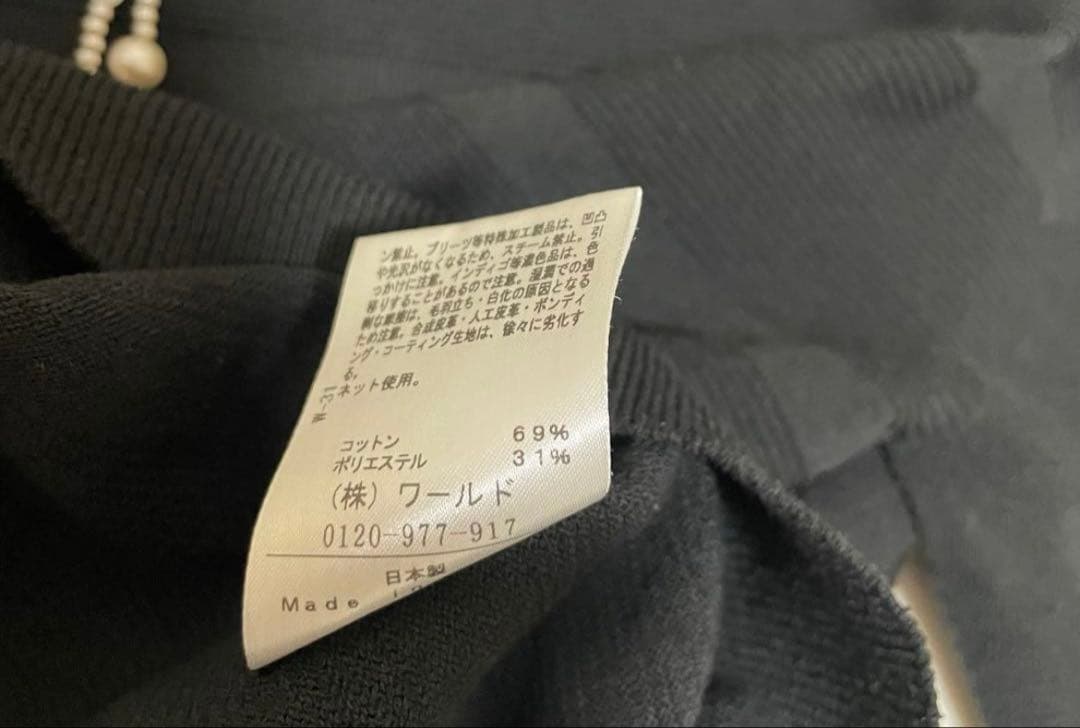 ン禁止。プリーツ等特殊加工製品は、凹凸
や光沢がなくなるため、スチーム禁止。引
っかけに注意。インディゴ等濃色品は、色
移りすることがあるので注意。湿潤での過
剰な摩擦は、毛羽立ち・白化の原因となる
ため注意。合成皮革・人工皮革・ボンディ
ング・コーティング生地は、徐々に劣化す
る。
ネット使用。
コットン 69%
ポリエステル 31%
(株)ワールド
0120-977-917
日本製
Made